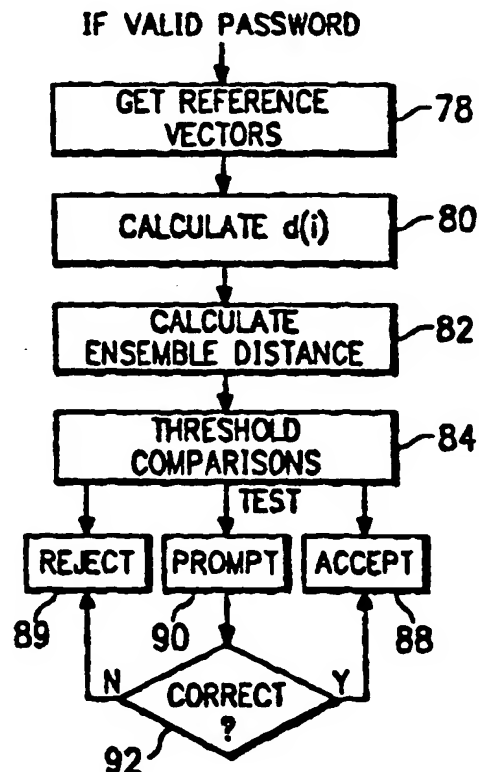 IF VALID PASSWORD
GET REFERENCE
VECTORS
78
CALCULATE d(i)
80
CALCULATE
ENSEMBLE DISTANCE
82
THRESHOLD
COMPARISONS
84
TEST
REJECT
PROMPT
ACCEPT
89
90
88
N
CORRECT
?
Y
92